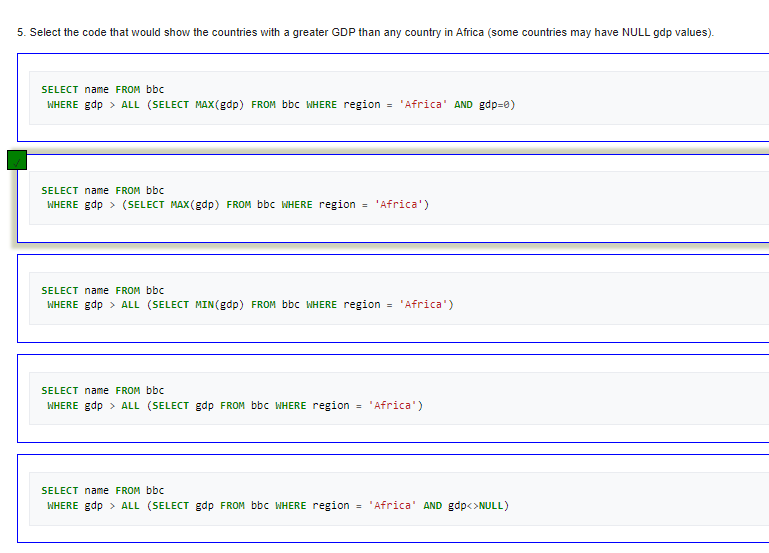 5. Select the code that would show the countries with a greater GDP than any country in Africa (some countries may have NULL gdp values).
SELECT name FROM bbc
WHERE gdp > ALL (SELECT MAX(gdp) FROM bbc WHERE region = 'Africa' AND gdp=0)
SELECT name FROM bbc
WHERE gdp > (SELECT MAX(gdp) FROM bbc WHERE region = 'Africa')
SELECT name FROM bbc
WHERE gdp > ALL (SELECT MIN(gdp) FROM bbc WHERE region = 'Africa')
SELECT name FROM bbc
WHERE gdp > ALL (SELECT gdp FROM bbc WHERE region = 'Africa')
SELECT name FROM bbc
WHERE gdp > ALL (SELECT gdp FROM bbc WHERE region = 'Africa' AND gdp<>NULL)